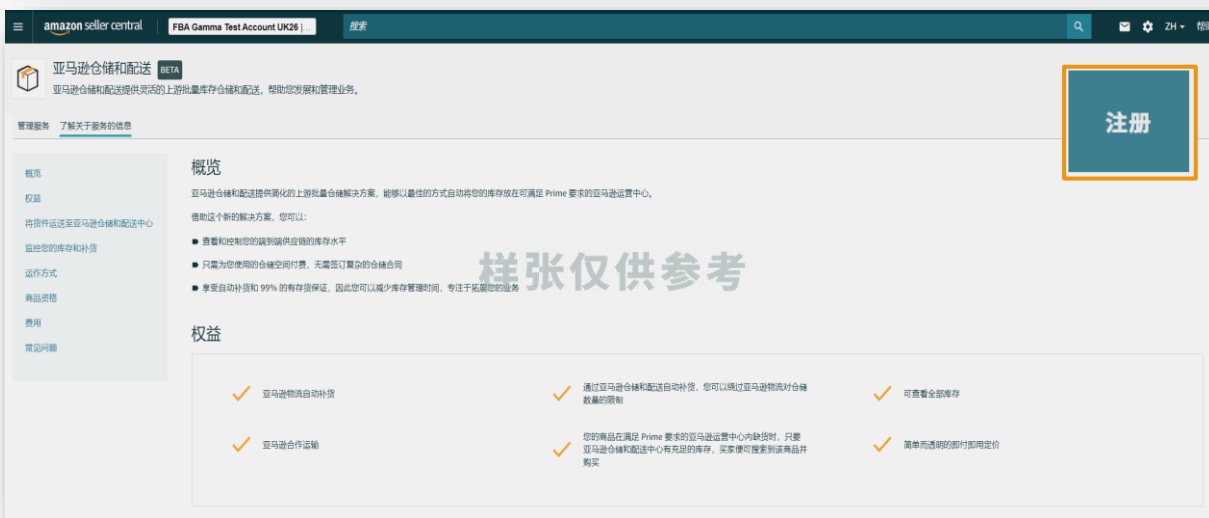 amazon seller central
FBA Gamma Test Account UK26 |...
搜索
ZH
亚马逊仓储和配送 BETA
亚马逊仓储和配送提供灵活的上游批量库存仓储和配送，帮助您发展和管理业务。
注册
管理服务 了解关于服务的信息
概览
权益
将货件运送至亚马逊仓储和配送中心
监控您的库存和补货
运作方式
商品资格
费用
常见问题
概览
亚马逊仓储和配送提供简化的上游批量仓储解决方案，能够以最佳的方式自动将您的库存放在可满足 Prime 要求的亚马逊运营中心。
借助这个新的解决方案，您可以：
查看和控制您的端到端供应链的库存水平
只需为您使用的仓储空间付费，无需签订复杂的仓储合同
享受自动补货和 99% 的有存货保证，因此您可以减少库存管理时间，专注于拓展您的业务
样张仅供参考
权益
亚马逊物流自动补货
通过亚马逊仓储和配送自动补货，您可以绕过亚马逊物流对仓储
数量的限制
可查看全部库存
亚马逊合作运输
您的商品在满足 Prime 要求的亚马逊运营中心内缺货时，只要
亚马逊仓储和配送中心有充足的库存，买家便可搜索到该商品并
购买
简单而透明的即付即用定价